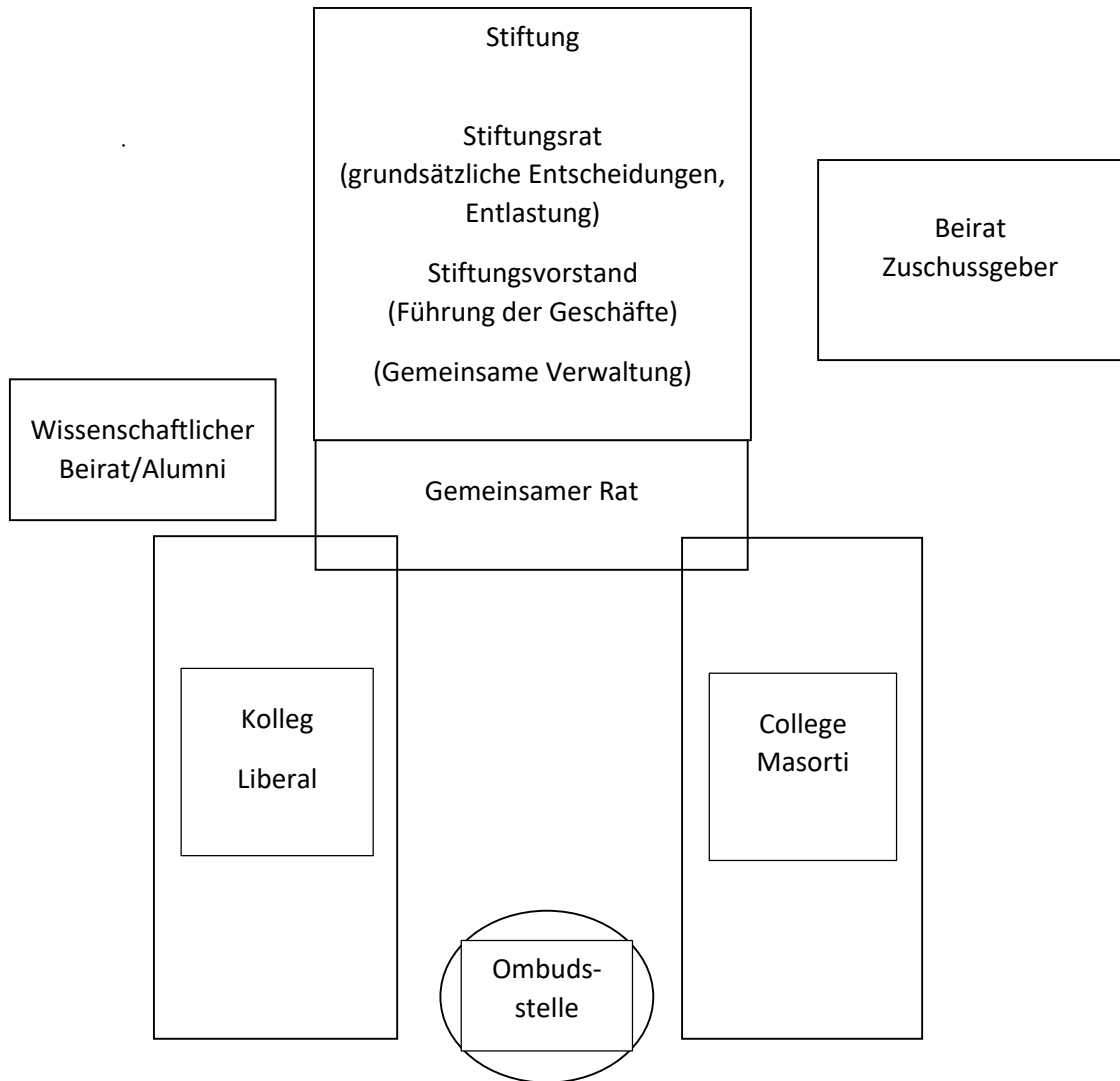 Stiftung
Stiftungsrat
(grundsätzliche Entscheidungen,
Entlastung)
Stiftungsvorstand
(Führung der Geschäfte)
(Gemeinsame Verwaltung)
Beirat
Zuschussgeber
Wissenschaftlicher
Beirat/Alumni
Gemeinsamer Rat
Kolleg
Liberal
College
Masorti
Ombuds-
stelle